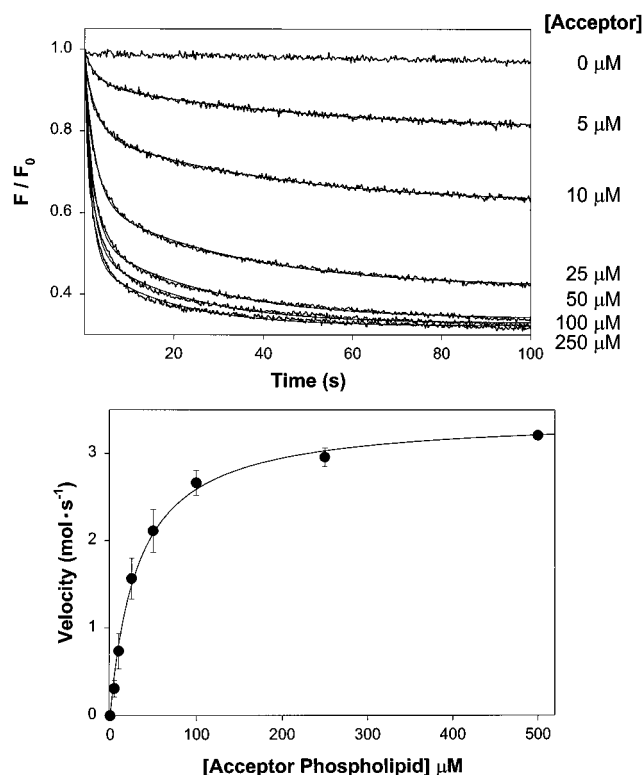 [Acceptor]
1.0
0.8
0.6
0.4
F / F0
0 µM
5 µM
10 µM
25 µM
50 µM
100 µM
250 µM
20 40 60 80 100
Time (s)
3
2
1
0
Velocity (mol·s-1)
0 100 200 300 400 500
[Acceptor Phospholipid] µM